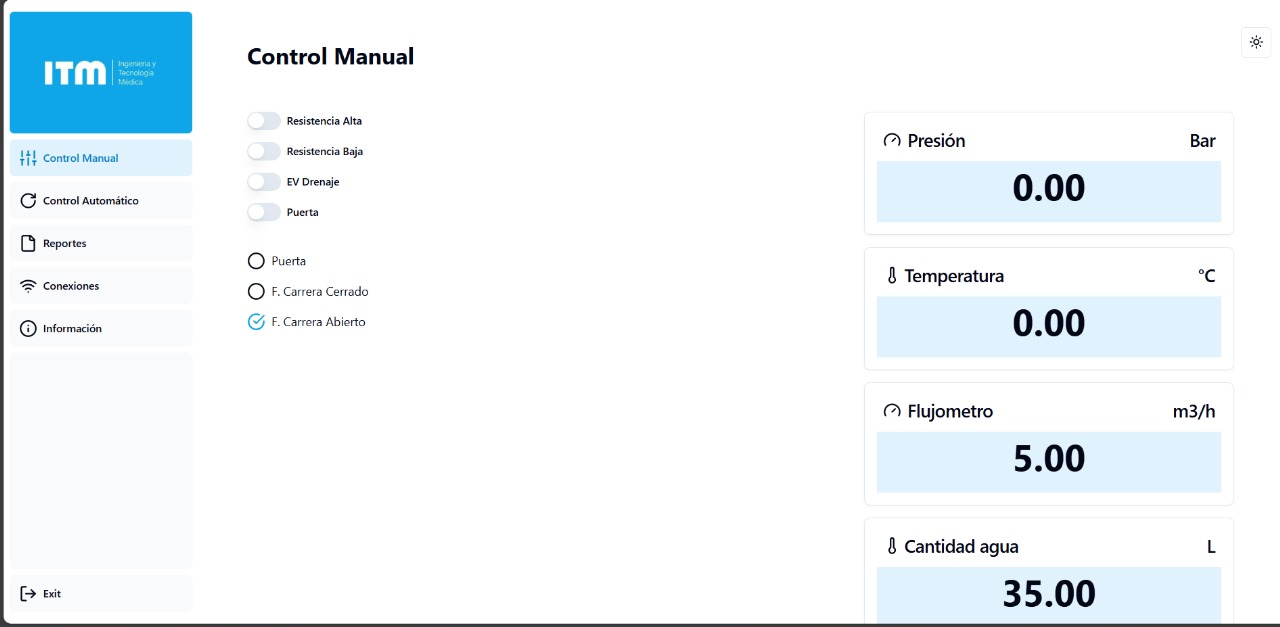 ITM
Ingeniería y
Tecnología
Médica
Control Manual
Control Automático
Reportes
Conexiones
Información
Exit
Control Manual
Resistencia Alta
Resistencia Baja
EV Drenaje
Puerta
Puerta
F. Carrera Cerrado
F. Carrera Abierto
Presión Bar
0.00
Temperatura °C
0.00
Flujometro m3/h
5.00
Cantidad agua L
35.00